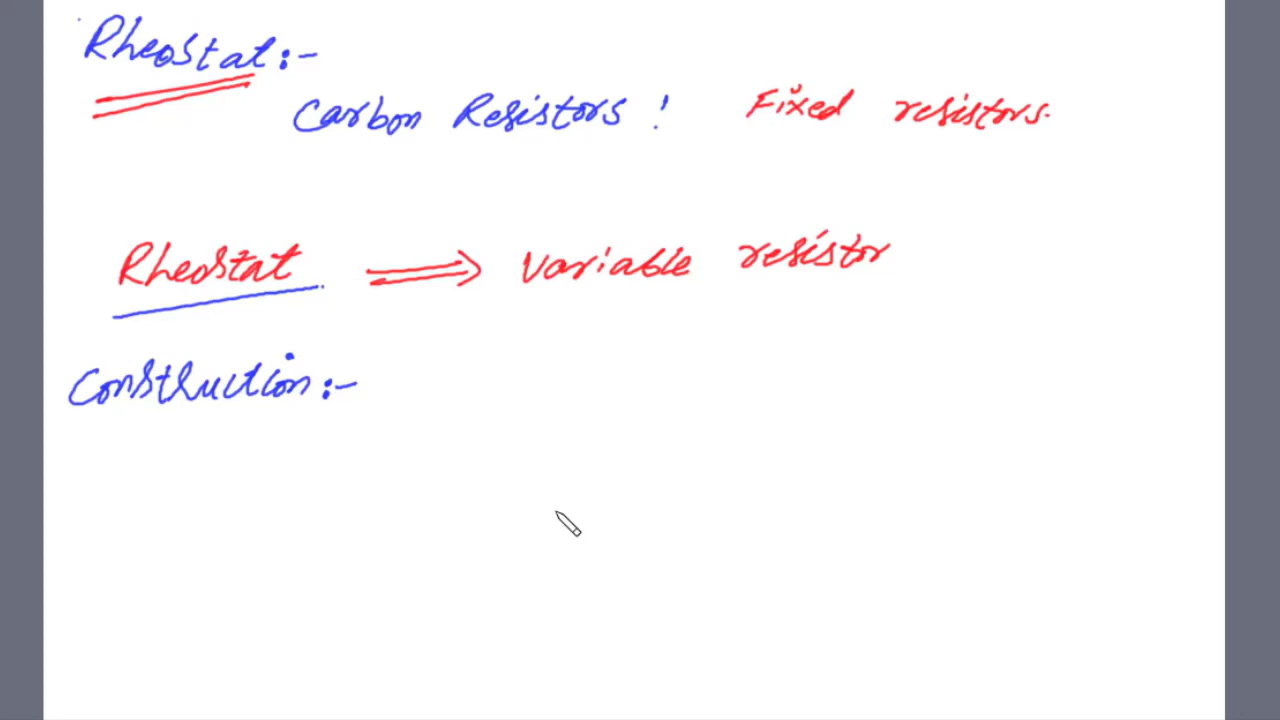 Rheostat:-
Carbon Resistors! Fixed resistors.
Rheostat ⟹ Variable resistor
Construction:-